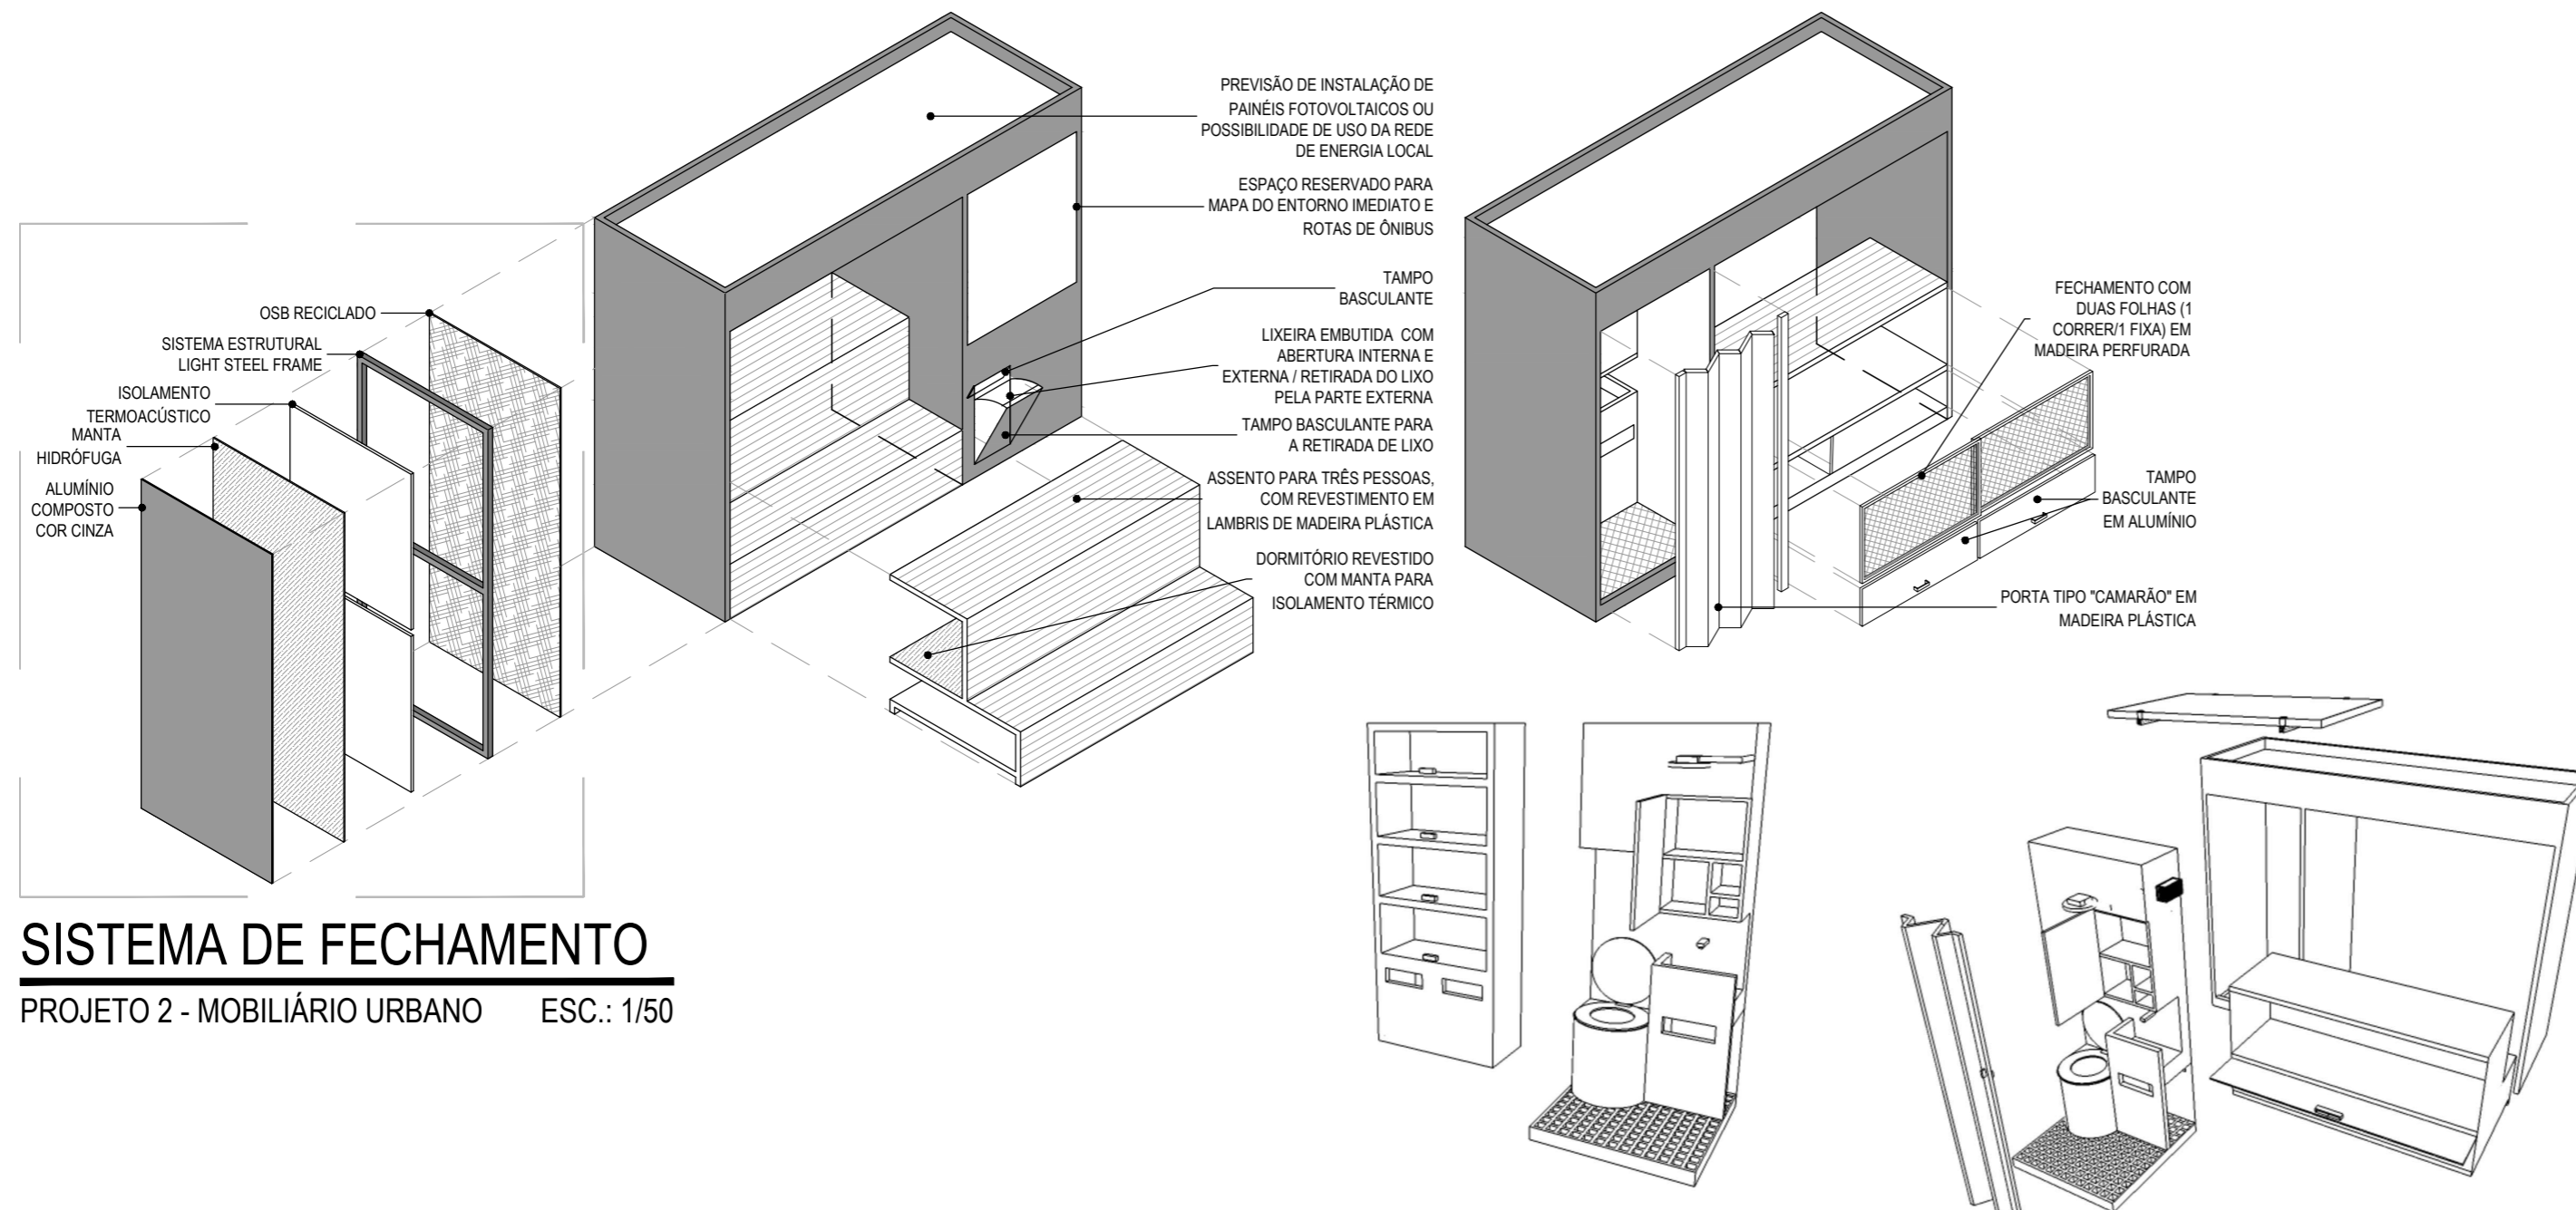 PREVISÃO DE INSTALAÇÃO DE
PAINÉIS FOTOVOLTAICOS OU
POSSIBILIDADE DE USO DA REDE
DE ENERGIA LOCAL
ESPAÇO RESERVADO PARA
MAPA DO ENTORNO IMEDIATO E
ROTAS DE ÔNIBUS
TAMPO
BASCULANTE
LIXEIRA EMBUTIDA COM
ABERTURA INTERNA E
EXTERNA / RETIRADA DO LIXO
PELA PARTE EXTERNA
TAMPO BASCULANTE PARA
A RETIRADA DE LIXO
ASSENTO PARA TRÊS PESSOAS,
COM REVESTIMENTO EM
LAMBRIS DE MADEIRA PLÁSTICA
DORMITÓRIO REVESTIDO
COM MANTA PARA
ISOLAMENTO TÉRMICO
OSB RECICLADO
SISTEMA ESTRUTURAL
LIGHT STEEL FRAME
ISOLAMENTO
TERMOACÚSTICO
MANTA
HIDRÓFUGA
ALUMÍNIO
COMPOSTO
COR CINZA
FECHAMENTO COM
DUAS FOLHAS (1
CORRER/1 FIXA) EM
MADEIRA PERFURADA
TAMPO
BASCULANTE
EM ALUMÍNIO
PORTA TIPO "CAMARÃO" EM
MADEIRA PLÁSTICA
SISTEMA DE FECHAMENTO
PROJETO 2 - MOBILIÁRIO URBANO ESC.: 1/50